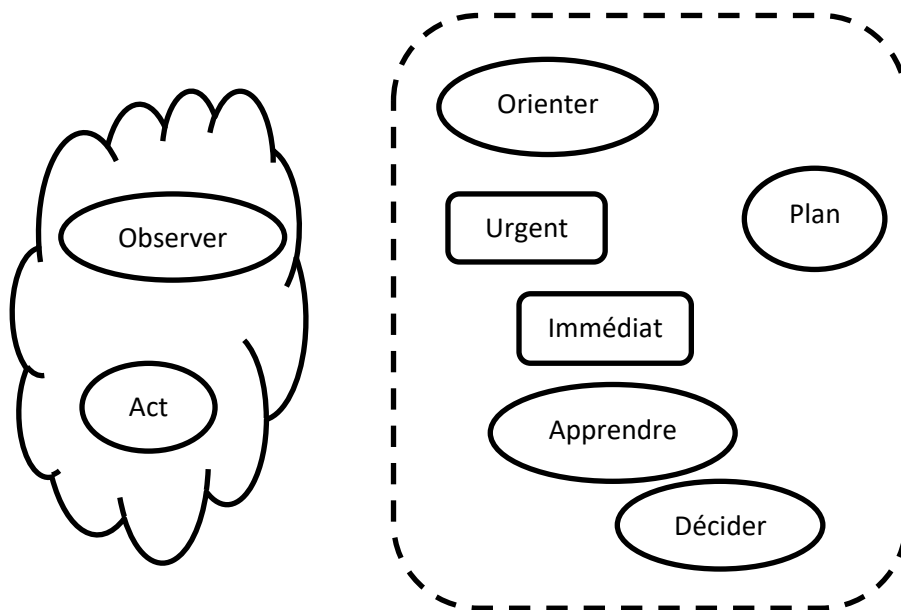 Orienter
Plan
Urgent
Observer
Immédiat
Act
Apprendre
Décider